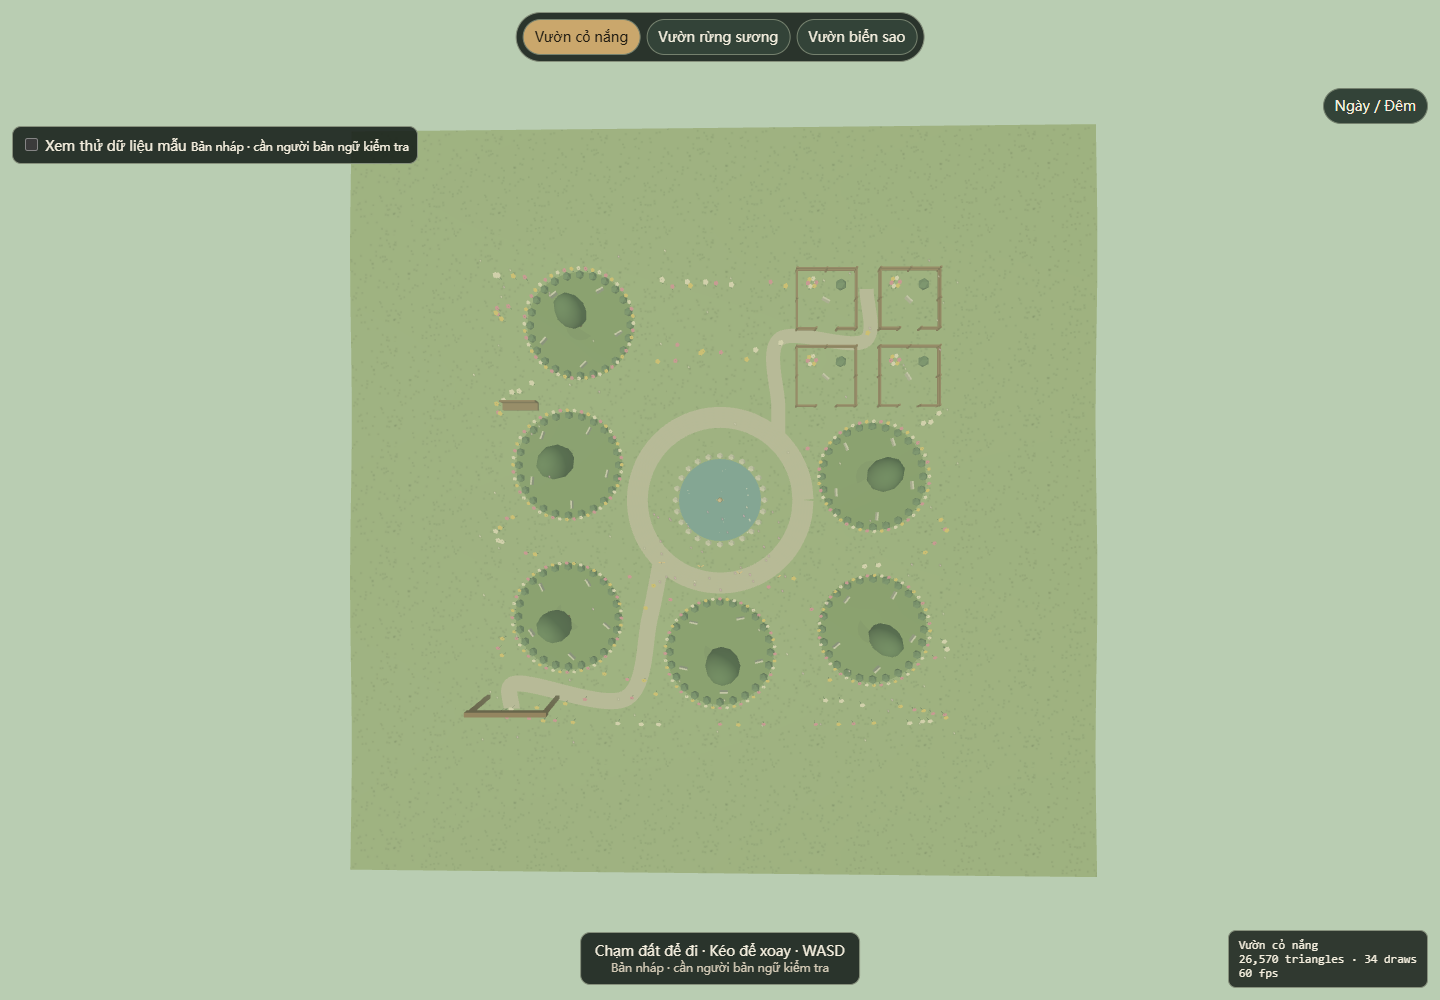 Vườn cỏ nắng
Vườn rừng sương
Vườn biển sao
Ngày / Đêm
Xem thử dữ liệu mẫu Bản nháp · cần người bản ngữ kiểm tra
Chạm đất để đi · Kéo để xoay · WASD
Bản nháp · cần người bản ngữ kiểm tra
Vườn cỏ nắng
26,570 triangles · 34 draws
60 fps